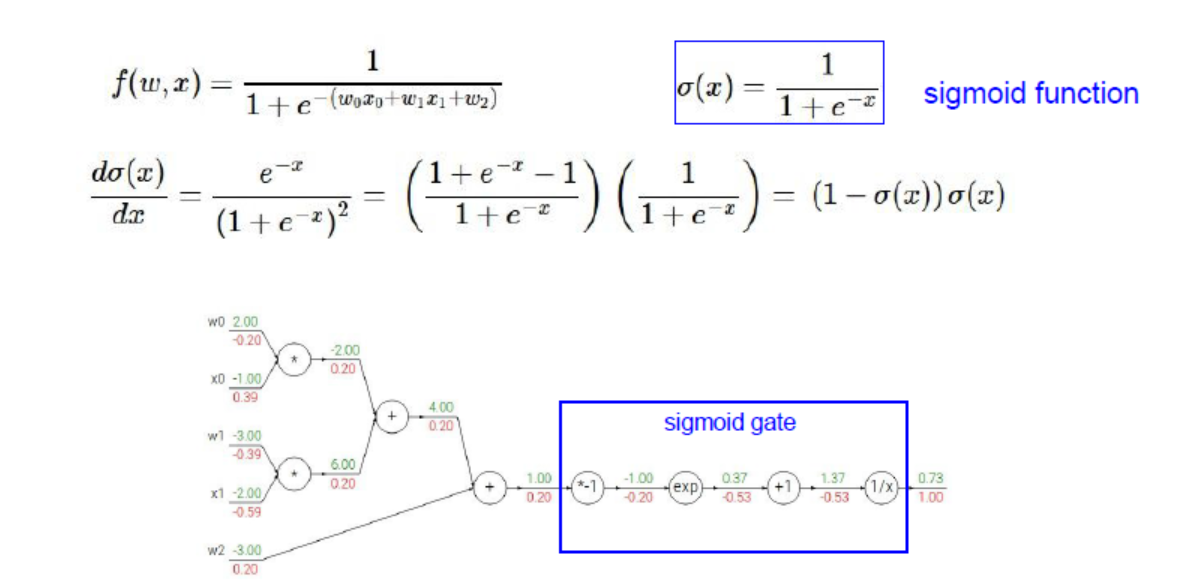 f(w, x) = 1 / (1 + e^−(w₀x₀+w₁x₁+w₂))
σ(x) = 1 / (1 + e^−x)
sigmoid function
dσ(x)/dx = e^−x / (1 + e^−x)² = ((1 + e^−x − 1) / (1 + e^−x)) (1 / (1 + e^−x)) = (1 − σ(x)) σ(x)
w0 2.00
-0.20
*
-2.00
0.20
x0 -1.00
0.39
+
4.00
0.20
w1 -3.00
-0.39
*
6.00
0.20
x1 -2.00
-0.59
w2 -3.00
0.20
+
1.00
0.20
sigmoid gate
*-1
-1.00
-0.20
exp
0.37
-0.53
+1
1.37
-0.53
1/x
0.73
1.00